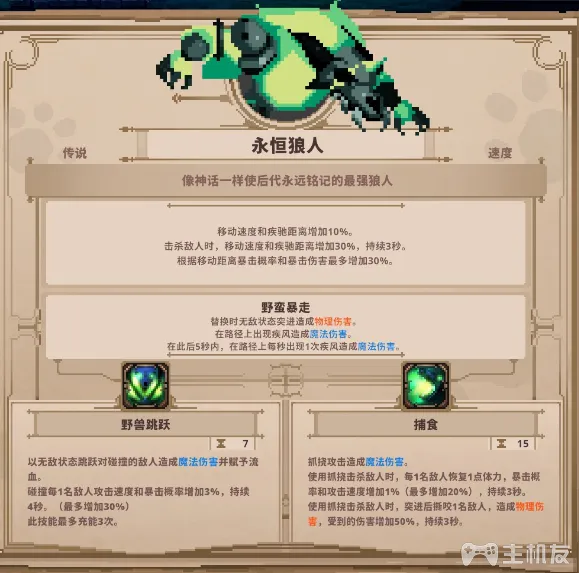 永恒狼人
传说
速度
像神话一样使后代永远铭记的最强狼人
移动速度和疾驰距离增加10%。
击杀敌人时，移动速度和疾驰距离增加30%，持续3秒。
根据移动距离暴击概率和暴击伤害最多增加30%。
野蛮暴走
替换时无敌状态突进造成物理伤害。
在路径上出现疾风造成魔法伤害。
在此后5秒内，在路径上每秒出现1次疾风造成魔法伤害。
野兽跳跃
7
以无敌状态跳跃对碰撞的敌人造成魔法伤害并赋予流
血。
碰撞每1名敌人攻击速度和暴击概率增加3%，持续
4秒。（最多增加30%）
此技能最多充能3次。
捕食
15
抓挠攻击造成魔法伤害。
使用抓挠击杀敌人时，每1名敌人恢复1点体力，暴击概
率和攻击速度增加1%（最多增加20%），持续3秒。
使用抓挠击杀敌人时，突进后撕咬1名敌人，造成物理伤
害，受到的伤害增加50%，持续3秒。
主机友